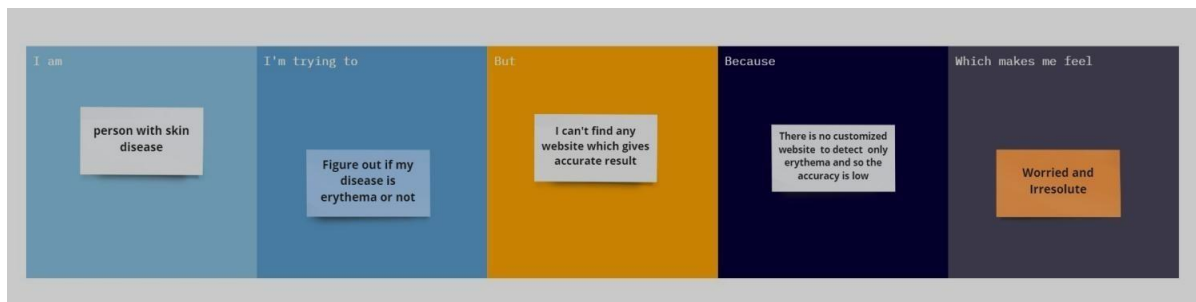 I am
person with skin
disease
I'm trying to
Figure out if my
disease is
erythema or not
But
I can't find any
website which gives
accurate result
Because
There is no customized
website to detect only
erythema and so the
accuracy is low
Which makes me feel
Worried and
Irresolute